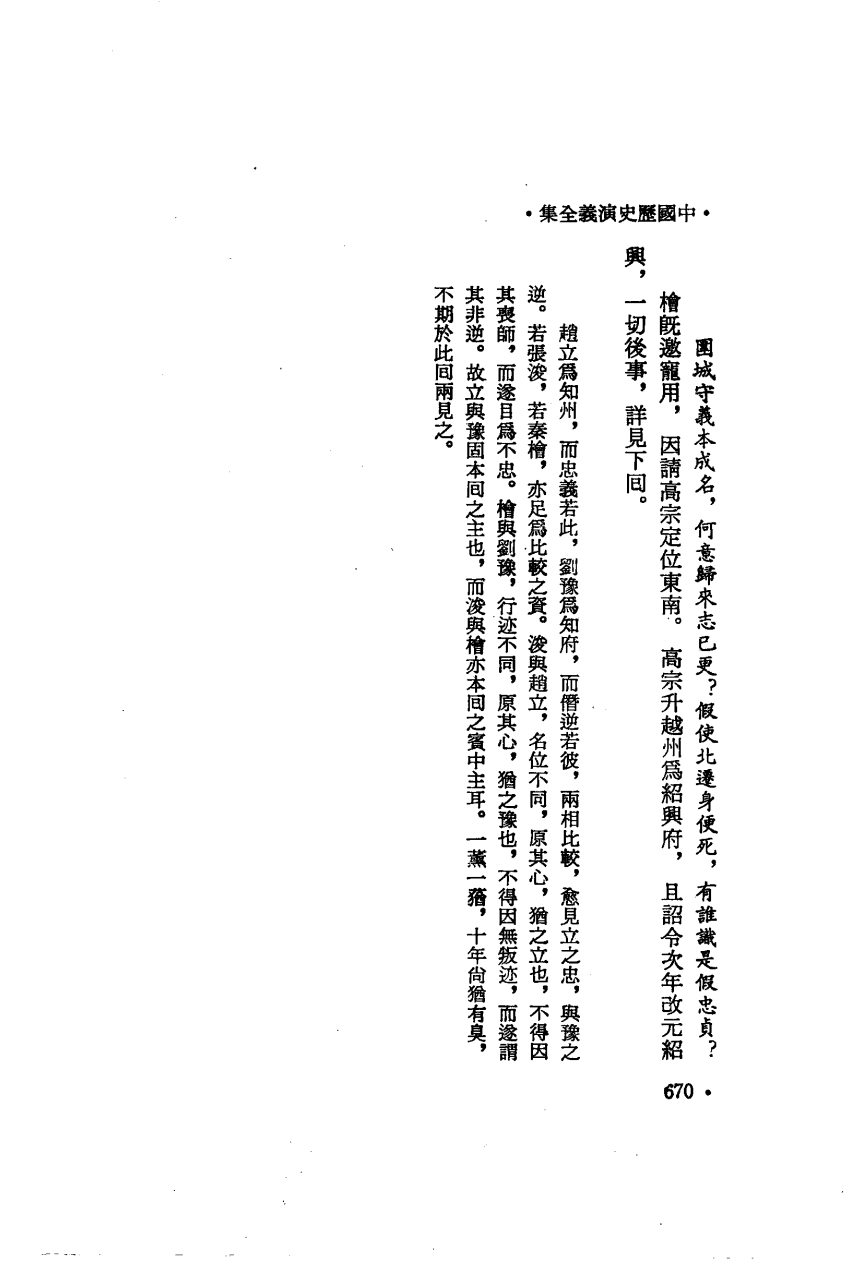 •中國歷史演義全集•
圍城守義本成名，何意歸來志已更？假使北遷身便死，有誰識是假忠貞？
檜既邀寵用，因請高宗定位東南。高宗升越州爲紹興府，且詔令次年改元紹
興，一切後事，詳見下回。
趙立爲知州，而忠義若此，劉豫爲知府，而僭逆若彼，兩相比較，愈見立之忠，與豫之
逆。若張浚，若秦檜，亦足爲比較之資。浚與趙立，名位不同，原其心，猶之立也，不得因
其喪師，而遂目爲不忠。檜與劉豫，行迹不同，原其心，猶之豫也，不得因無叛迹，而遂謂
其非逆。故立與豫固本回之主也，而浚與檜亦本回之賓中主耳。一薰一蕕，十年尚猶有臭，
不期於此回兩見之。
670•